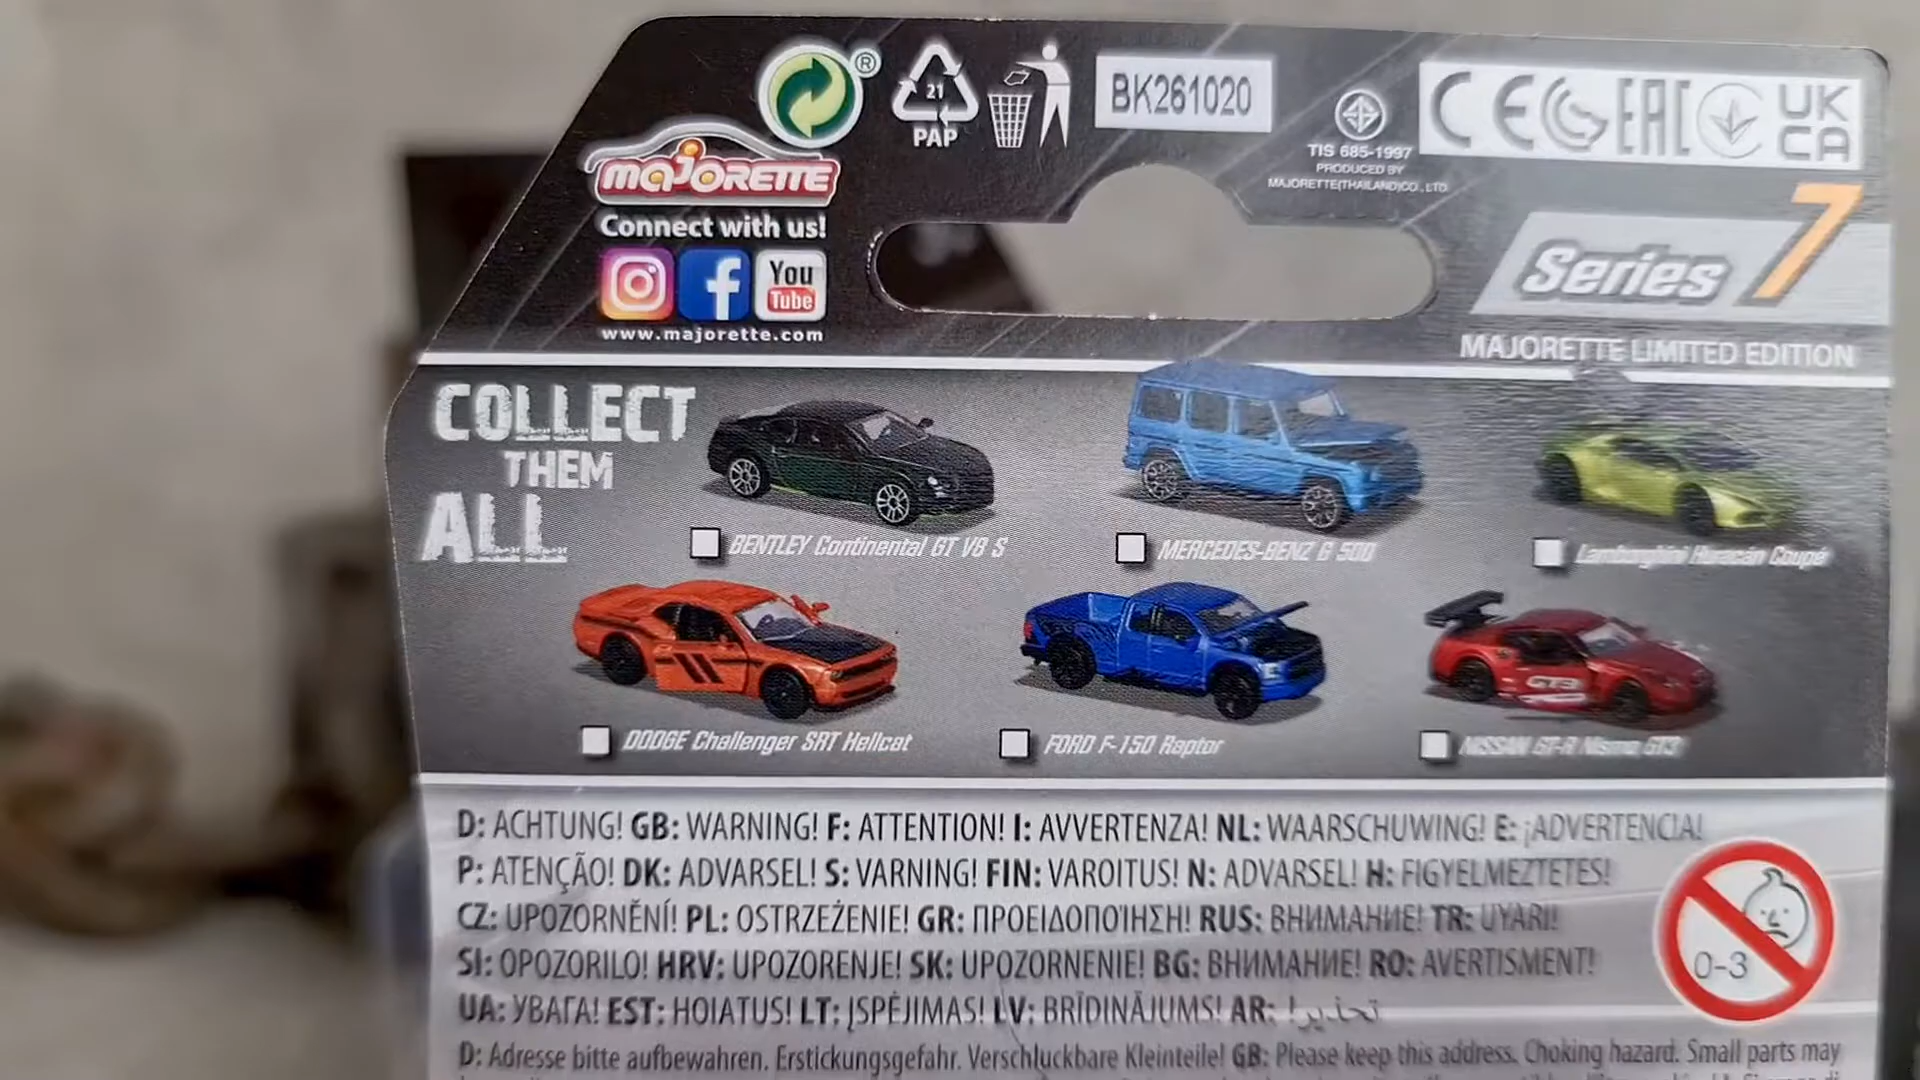 21
PAP
BK261020
TIS 685-1997
PRODUCED BY
MAJORETTE(THAILAND)CO.,LTD
CE EAC UK
CA
majorette
Connect with us!
You
Tube
www.majorette.com
Series 7
MAJORETTE LIMITED EDITION
COLLECT
THEM
ALL
BENTLEY Continental GT V8 S
MERCEDES-BENZ G 500
Lamborghini Huracán Coupé
GT3
DODGE Challenger SRT Hellcat
FORD F-150 Raptor
NISSAN GT-R Nismo GT3
D: ACHTUNG! GB: WARNING! F: ATTENTION! I: AVVERTENZA! NL: WAARSCHUWING! E: ¡ADVERTENCIA!
P: ATENÇÃO! DK: ADVARSEL! S: VARNING! FIN: VAROITUS! N: ADVARSEL! H: FIGYELMEZTETES!
CZ: UPOZORNĚNÍ! PL: OSTRZEŻENIE! GR: ΠΡΟΕΙΔΟΠΟΊΗΣΗ! RUS: ВНИМАНИЕ! TR: UYARI!
SI: OPOZORILO! HRV: UPOZORENJE! SK: UPOZORNENIE! BG: ВНИМАНИЕ! RO: AVERTISMENT!
UA: УВАГА! EST: HOIATUS! LT: ĮSPĖJIMAS! LV: BRĪDINĀJUMS! AR: تحذير!
0-3
D: Adresse bitte aufbewahren. Erstickungsgefahr. Verschluckbare Kleinteile! GB: Please keep this address. Choking hazard. Small parts may